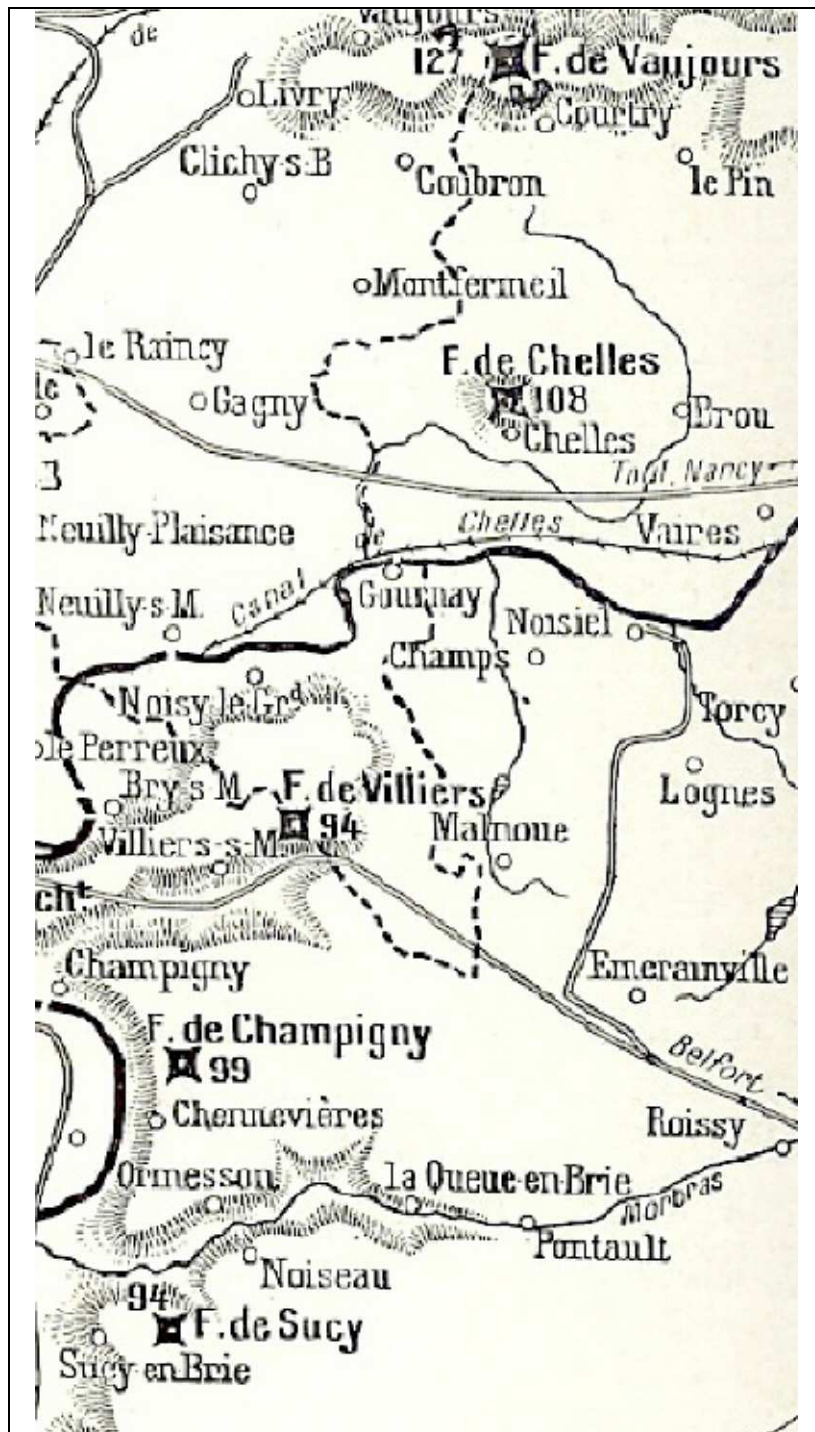 de
Vaujours
127 F. de Vaujours
Livry
Courtry
Clichy-s-B
Coubron
le Pin
Montfermeil
le Raincy
F. de Chelles
108
Gagny
Brou
Chelles
Toul, Nancy
Neuilly-Plaisance
de Chelles
Vaires
Canal
Neuilly-s-M.
Gournay
Noisiel
Champs
Noisy le Grd
Torcy
le Perreux
Bry-s-M.
F. de Villiers
94
Lognes
Villiers-s-M.
Malnoue
Champigny
Emerainville
F. de Champigny
99
Belfort
Chennevières
Roissy
Ormesson
la Queue-en-Brie
Morbras
Pontault
Noiseau
94
F. de Sucy
Sucy-en-Brie